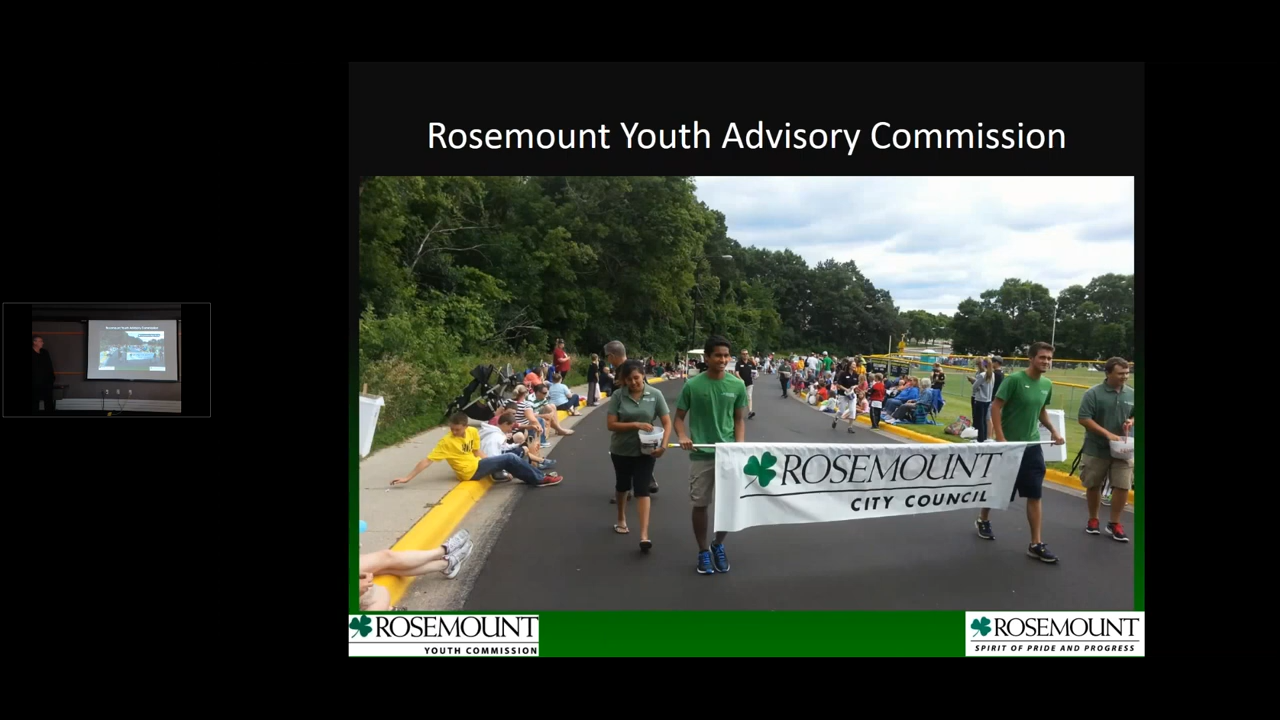 Rosemount Youth Advisory Commission
ROSEMOUNT
CITY COUNCIL
ROSEMOUNT
YOUTH COMMISSION
ROSEMOUNT
SPIRIT OF PRIDE AND PROGRESS